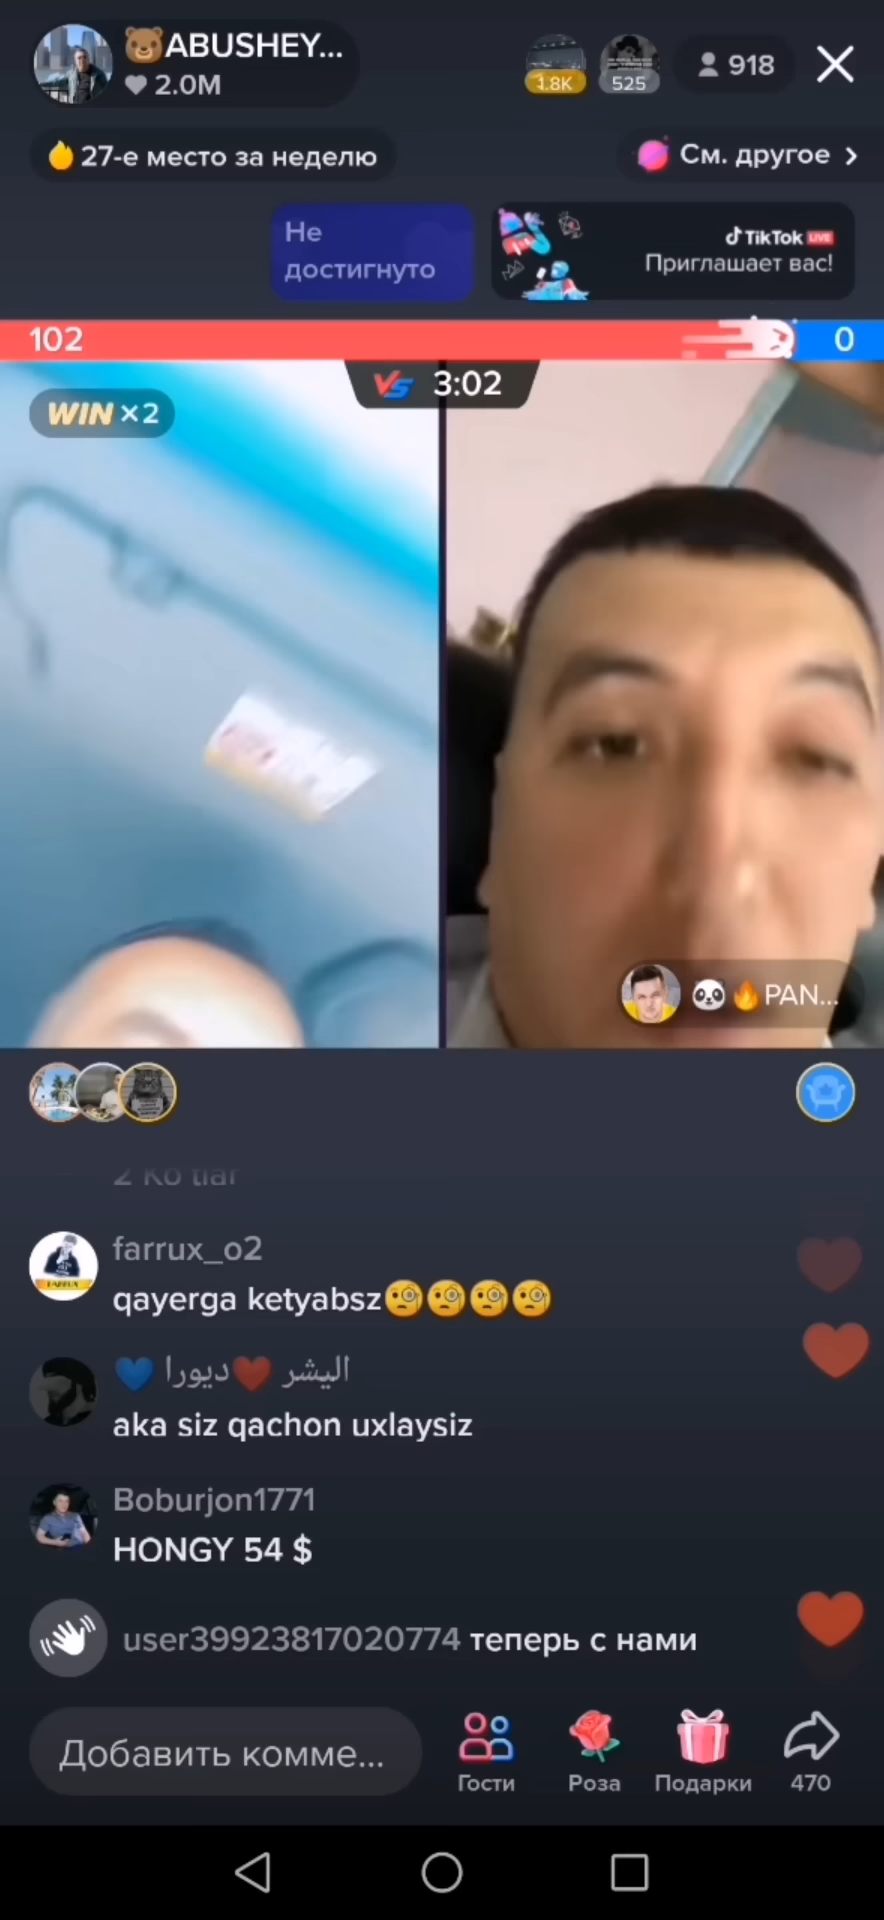 🐻ABUSHEY...
2.0M
1.8K
525
918
27-е место за неделю
См. другое
Не
достигнуто
TikTok LIVE
Приглашает вас!
102
0
VS 3:02
WIN ×2
🐼🔥PAN...
farrux_o2
qayerga ketyabsz🧐🧐🧐🧐
اليشر ❤️ديورا 💙
aka siz qachon uxlaysiz
Boburjon1771
HONGY 54 $
user39923817020774 теперь с нами
Добавить комме...
Гости
Роза
Подарки
470